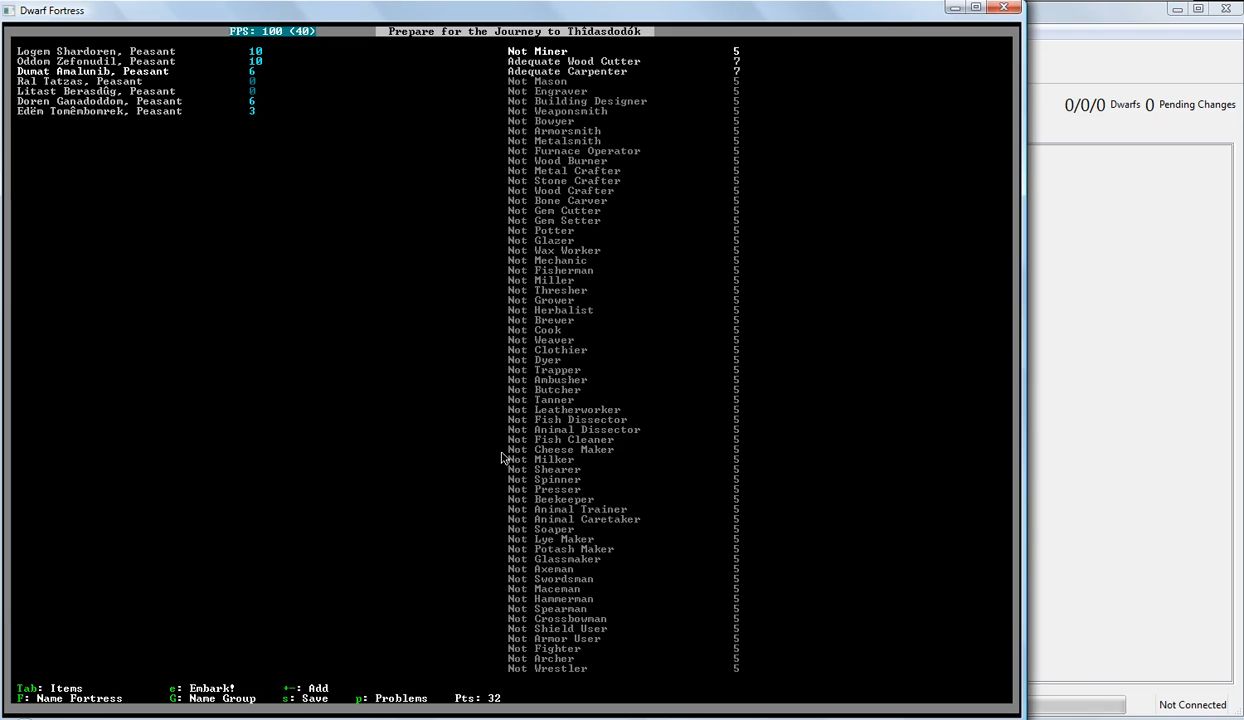 Dwarf Fortress
FPS: 100 (40)
Prepare for the Journey to Thîdasdodók
Logem Shardoren, Peasant 10
Oddom Zefonudil, Peasant 10
Dumat Amalunib, Peasant 6
Ral Tatzas, Peasant 0
Litast Berasdûg, Peasant 0
Doren Ganadoddom, Peasant 6
Edëm Tomêmbomrek, Peasant 3
Not Miner 5
Adequate Wood Cutter 7
Adequate Carpenter 7
Not Mason 5
Not Engraver 5
Not Building Designer 5
Not Weaponsmith 5
Not Bowyer 5
Not Armorsmith 5
Not Metalsmith 5
Not Furnace Operator 5
Not Wood Burner 5
Not Metal Crafter 5
Not Stone Crafter 5
Not Wood Crafter 5
Not Bone Carver 5
Not Gem Cutter 5
Not Gem Setter 5
Not Potter 5
Not Glazer 5
Not Wax Worker 5
Not Mechanic 5
Not Fisherman 5
Not Miller 5
Not Thresher 5
Not Grower 5
Not Herbalist 5
Not Brewer 5
Not Cook 5
Not Weaver 5
Not Clothier 5
Not Dyer 5
Not Trapper 5
Not Ambusher 5
Not Butcher 5
Not Tanner 5
Not Leatherworker 5
Not Fish Dissector 5
Not Animal Dissector 5
Not Fish Cleaner 5
Not Cheese Maker 5
Not Milker 5
Not Shearer 5
Not Spinner 5
Not Presser 5
Not Beekeeper 5
Not Animal Trainer 5
Not Animal Caretaker 5
Not Soaper 5
Not Lye Maker 5
Not Potash Maker 5
Not Glassmaker 5
Not Axeman 5
Not Swordsman 5
Not Maceman 5
Not Hammerman 5
Not Spearman 5
Not Crossbowman 5
Not Shield User 5
Not Armor User 5
Not Fighter 5
Not Archer 5
Not Wrestler 5
Tab: Items e: Embark! +-: Add
F: Name Fortress G: Name Group s: Save p: Problems Pts: 32
0/0/0 Dwarfs 0 Pending Changes
Not Connected